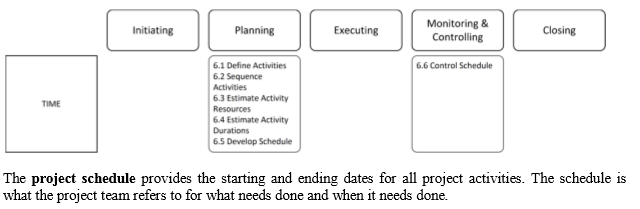 Initiating
Planning
Executing
Monitoring &
Controlling
Closing
TIME
6.1 Define Activities
6.2 Sequence
Activities
6.3 Estimate Activity
Resources
6.4 Estimate Activity
Durations
6.5 Develop Schedule
6.6 Control Schedule
The project schedule provides the starting and ending dates for all project activities. The schedule is
what the project team refers to for what needs done and when it needs done.